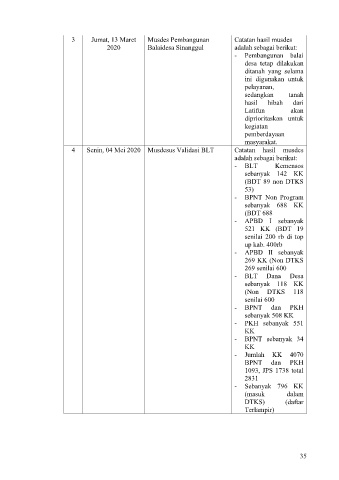 3 Jumat, 13 Maret Musdes Pembangunan Catatan hasil musdes
2020 Balaidesa Sinanggul adalah sebagai berikut:
- Pembangunan balai
desa tetap dilakukan
ditanah yang selama
ini digunakan untuk
pelayanan,
sedangkan tanah
hasil hibah dari
Latifun akan
diprioritaskan untuk
kegiatan
pemberdayaan
masyarakat.
4 Senin, 04 Mei 2020 Musdesus Validasi BLT Catatan hasil musdes
adalah sebagai berikut:
- BLT Kemensos
sebanyak 142 KK
(BDT 89 non DTKS
53)
- BPNT Non Program
sebanyak 688 KK
(BDT 688
- APBD I sebanyak
521 KK (BDT 19
senilai 200 rb di top
up kab. 400rb
- APBD II sebanyak
269 KK (Non DTKS
269 senilai 600
- BLT Dana Desa
sebanyak 118 KK
(Non DTKS 118
senilai 600
- BPNT dan PKH
sebanyak 508 KK
- PKH sebanyak 551
KK
- BPNT sebanyak 34
KK
- Jumlah KK 4070
BPNT dan PKH
1093, JPS 1738 total
2831
- Sebanyak 796 KK
(masuk dalam
DTKS) (daftar
Terlampir)
35